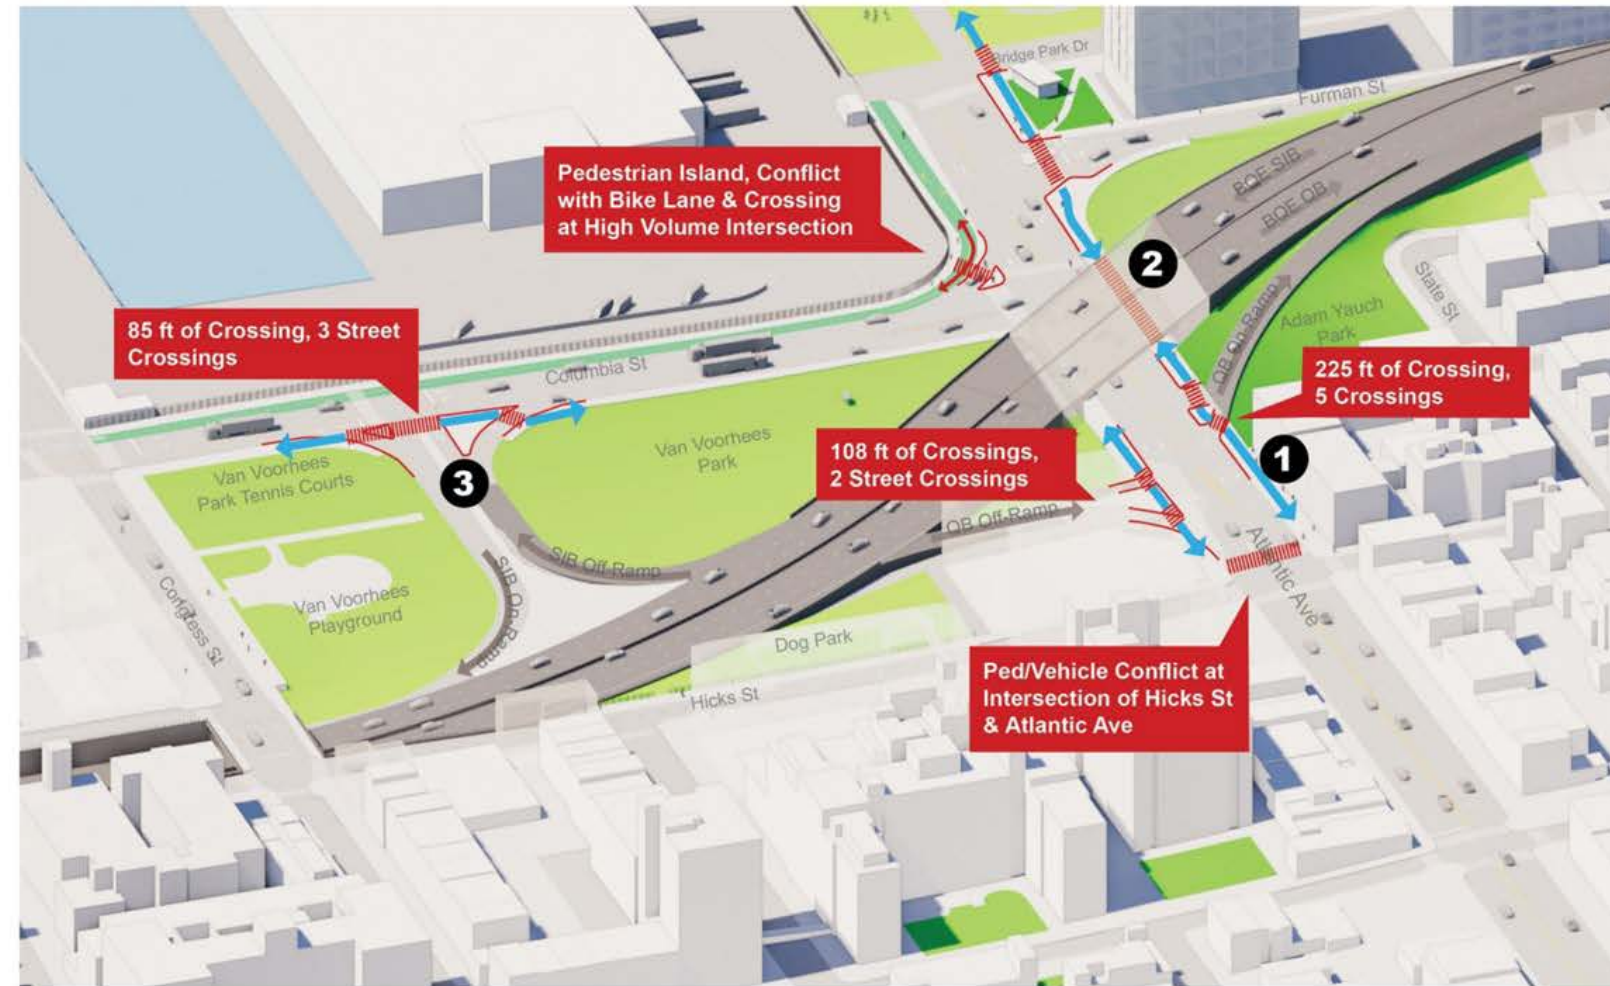 Bridge Park Dr
Furman St
Pedestrian Island, Conflict
with Bike Lane & Crossing
at High Volume Intersection
BQE SIB
BQE QB
2
State St
85 ft of Crossing, 3 Street
Crossings
Columbia St
QB On-Ramp
Adam Yauch
Park
225 ft of Crossing,
5 Crossings
Van Voorhees
Park Tennis Courts
3
Van Voorhees
Park
108 ft of Crossings,
2 Street Crossings
1
QB Off-Ramp
SIB Off-Ramp
Atlantic Ave
Congress St
Van Voorhees
Playground
SIB On-Ramp
Dog Park
Hicks St
Ped/Vehicle Conflict at
Intersection of Hicks St
& Atlantic Ave